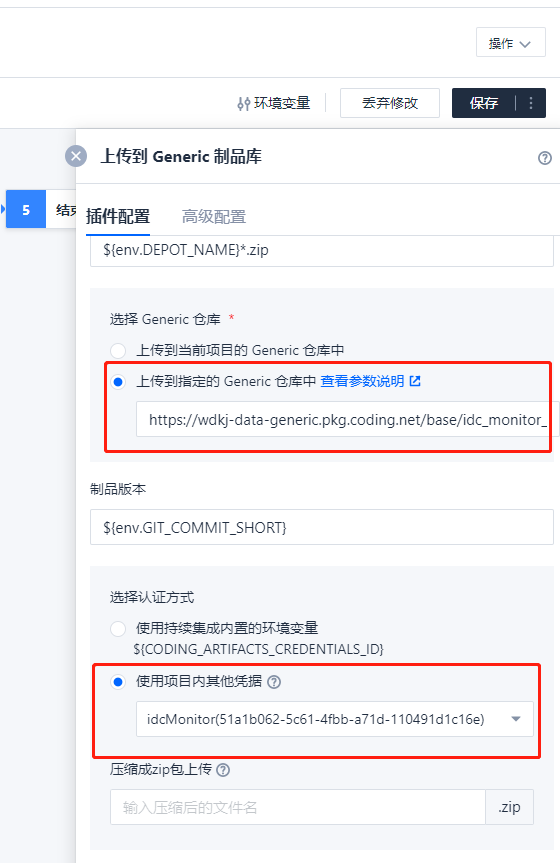 操作
环境变量
丢弃修改
保存
上传到 Generic 制品库
5
结束
插件配置
高级配置
${env.DEPOT_NAME}*.zip
选择 Generic 仓库 *
上传到当前项目的 Generic 仓库中
上传到指定的 Generic 仓库中 查看参数说明
https://wdkj-data-generic.pkg.coding.net/base/idc_monitor_
制品版本
${env.GIT_COMMIT_SHORT}
选择认证方式
使用持续集成内置的环境变量
${CODING_ARTIFACTS_CREDENTIALS_ID}
使用项目内其他凭据
idcMonitor(51a1b062-5c61-4fbb-a71d-110491d1c16e)
压缩成zip包上传
输入压缩后的文件名
.zip